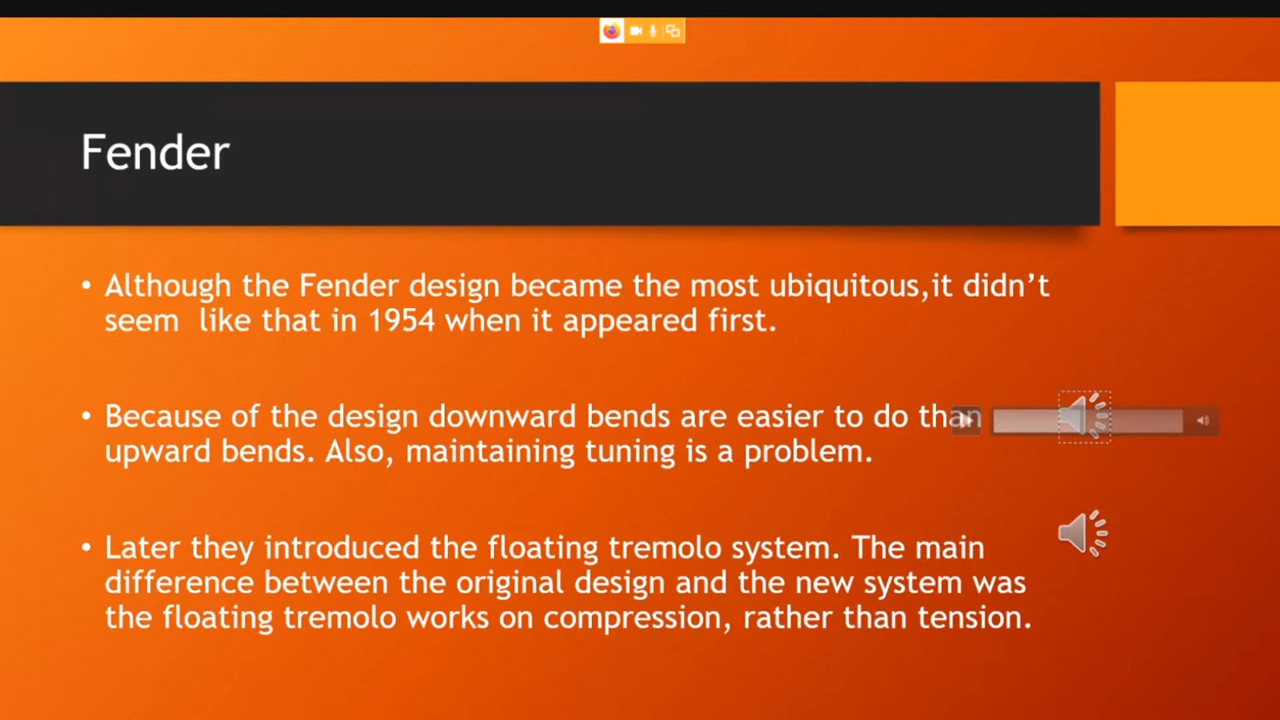 Fender
• Although the Fender design became the most ubiquitous,it didn’t
seem  like that in 1954 when it appeared first.
• Because of the design downward bends are easier to do than
upward bends. Also, maintaining tuning is a problem.
• Later they introduced the floating tremolo system. The main
difference between the original design and the new system was
the floating tremolo works on compression, rather than tension.